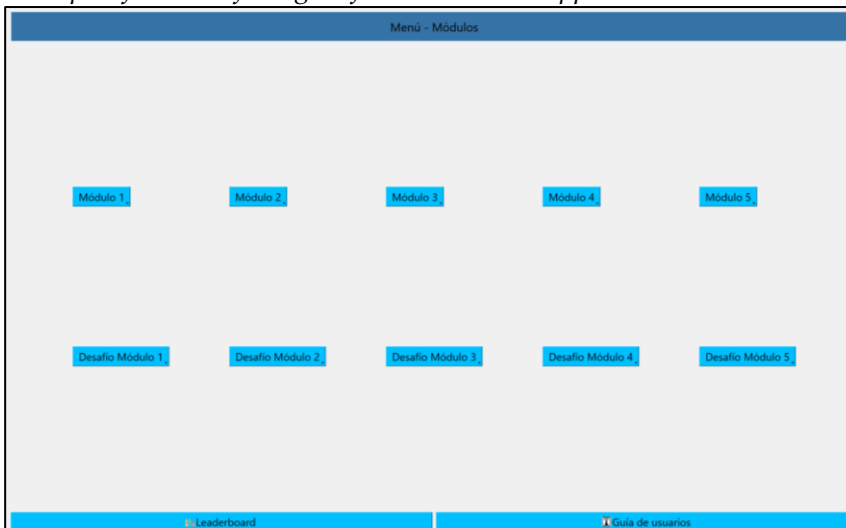 Menú - Módulos
Módulo 1 Módulo 2 Módulo 3 Módulo 4 Módulo 5
Desafío Módulo 1 Desafío Módulo 2 Desafío Módulo 3 Desafío Módulo 4 Desafío Módulo 5
Leaderboard Guía de usuarios